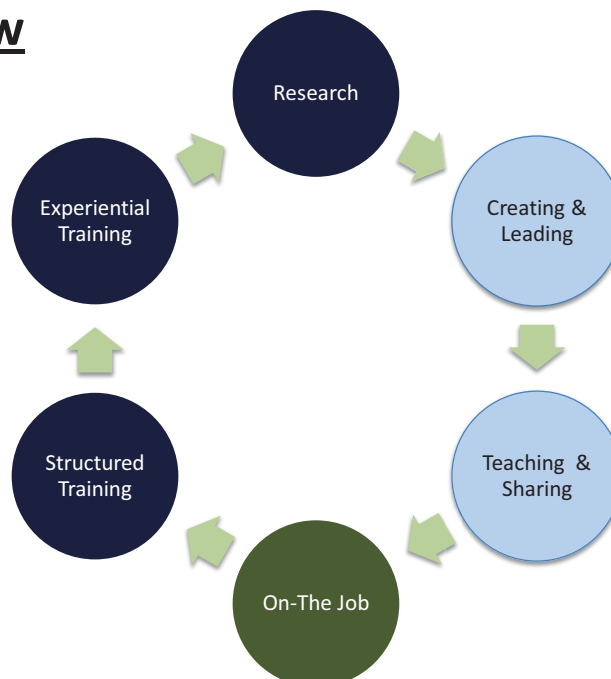 w
Research
Creating &
Leading
Teaching &
Sharing
On-The Job
Structured
Training
Experiential
Training